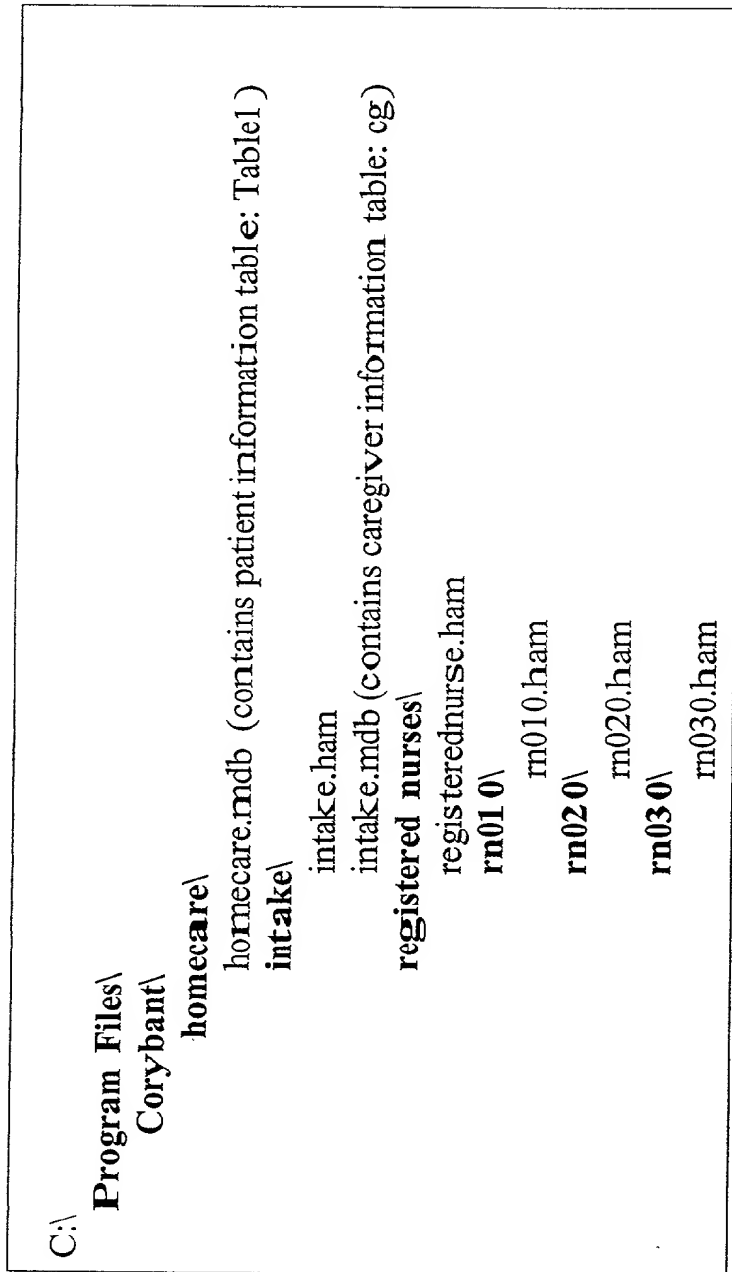 C:\
Program Files\
Corybant\
homecare\
homecare.mdb (contains patient information table: Table1)
intake\
intake.ham
intake.mdb (contains caregiver information table: cg)
registered nurses\
registerednurse.ham
rn010\
rn010.ham
rn020\
rn020.ham
rn030\
rn030.ham